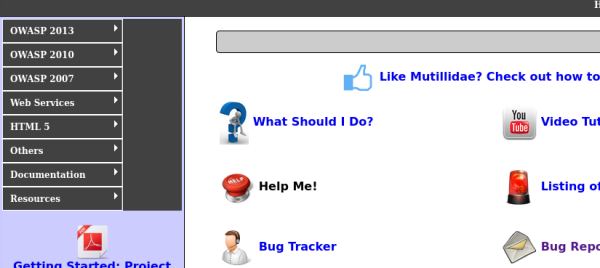 H
OWASP 2013
OWASP 2010
OWASP 2007
Web Services
HTML 5
Others
Documentation
Resources
Getting Started: Project
Like Mutillidae? Check out how to
What Should I Do?
You
Tube
Video Tut
HELP
Help Me!
Listing of
Bug Tracker
Bug Repo